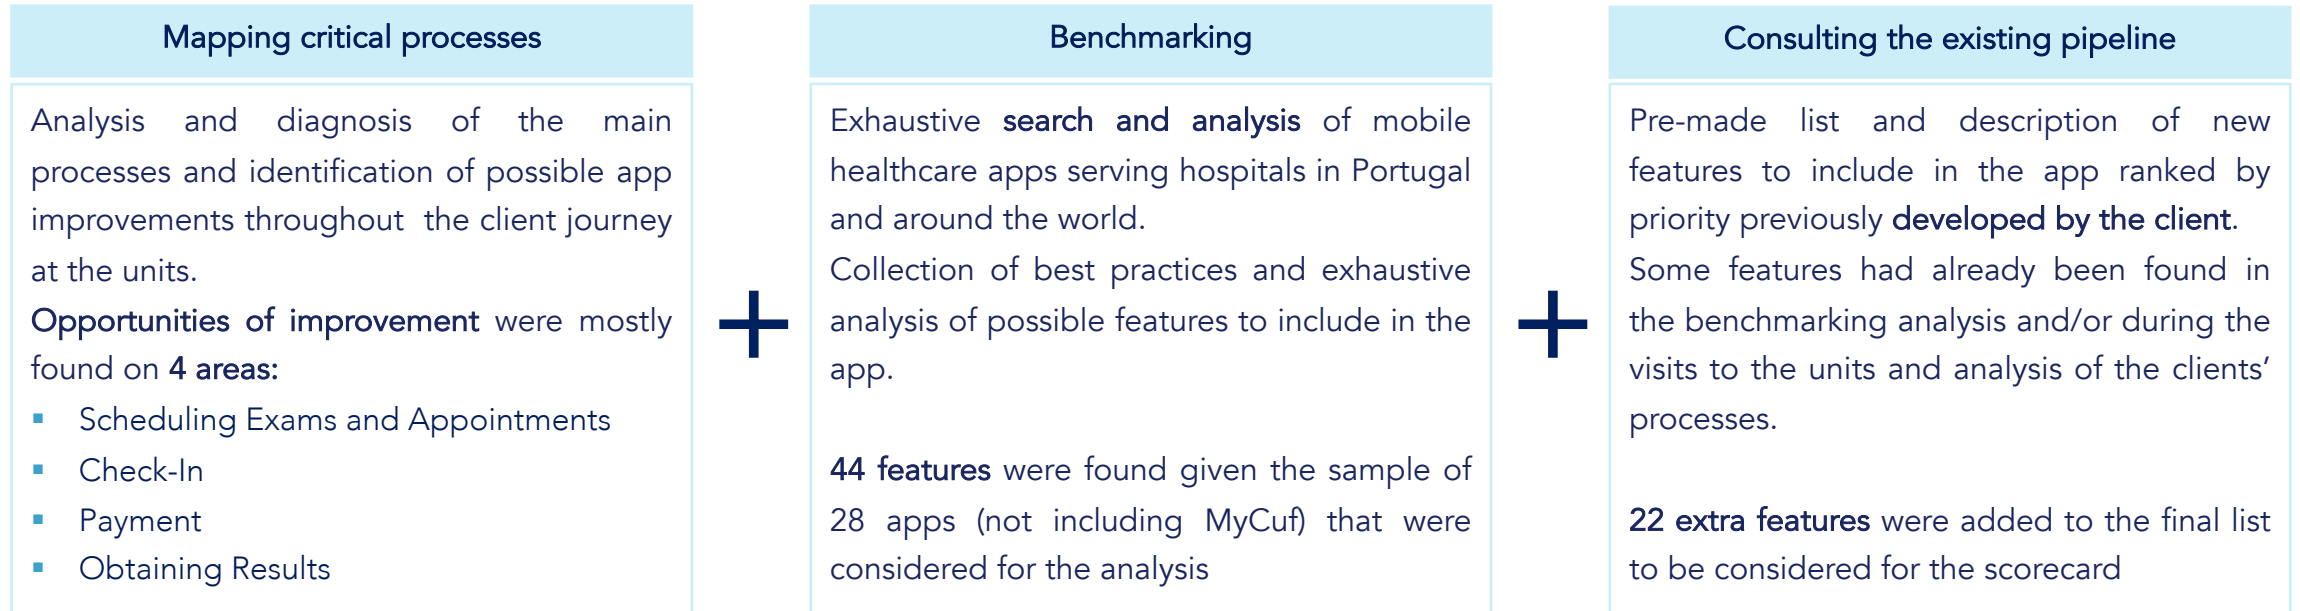 Mapping critical processes
Analysis and diagnosis of the main
processes and identification of possible app
improvements throughout the client journey
at the units.
Opportunities of improvement were mostly
found on 4 areas:
▪ Scheduling Exams and Appointments
▪ Check-In
▪ Payment
▪ Obtaining Results
+
Benchmarking
Exhaustive search and analysis of mobile
healthcare apps serving hospitals in Portugal
and around the world.
Collection of best practices and exhaustive
analysis of possible features to include in the
app.
44 features were found given the sample of
28 apps (not including MyCuf) that were
considered for the analysis
+
Consulting the existing pipeline
Pre-made list and description of new
features to include in the app ranked by
priority previously developed by the client.
Some features had already been found in
the benchmarking analysis and/or during the
visits to the units and analysis of the clients’
processes.
22 extra features were added to the final list
to be considered for the scorecard